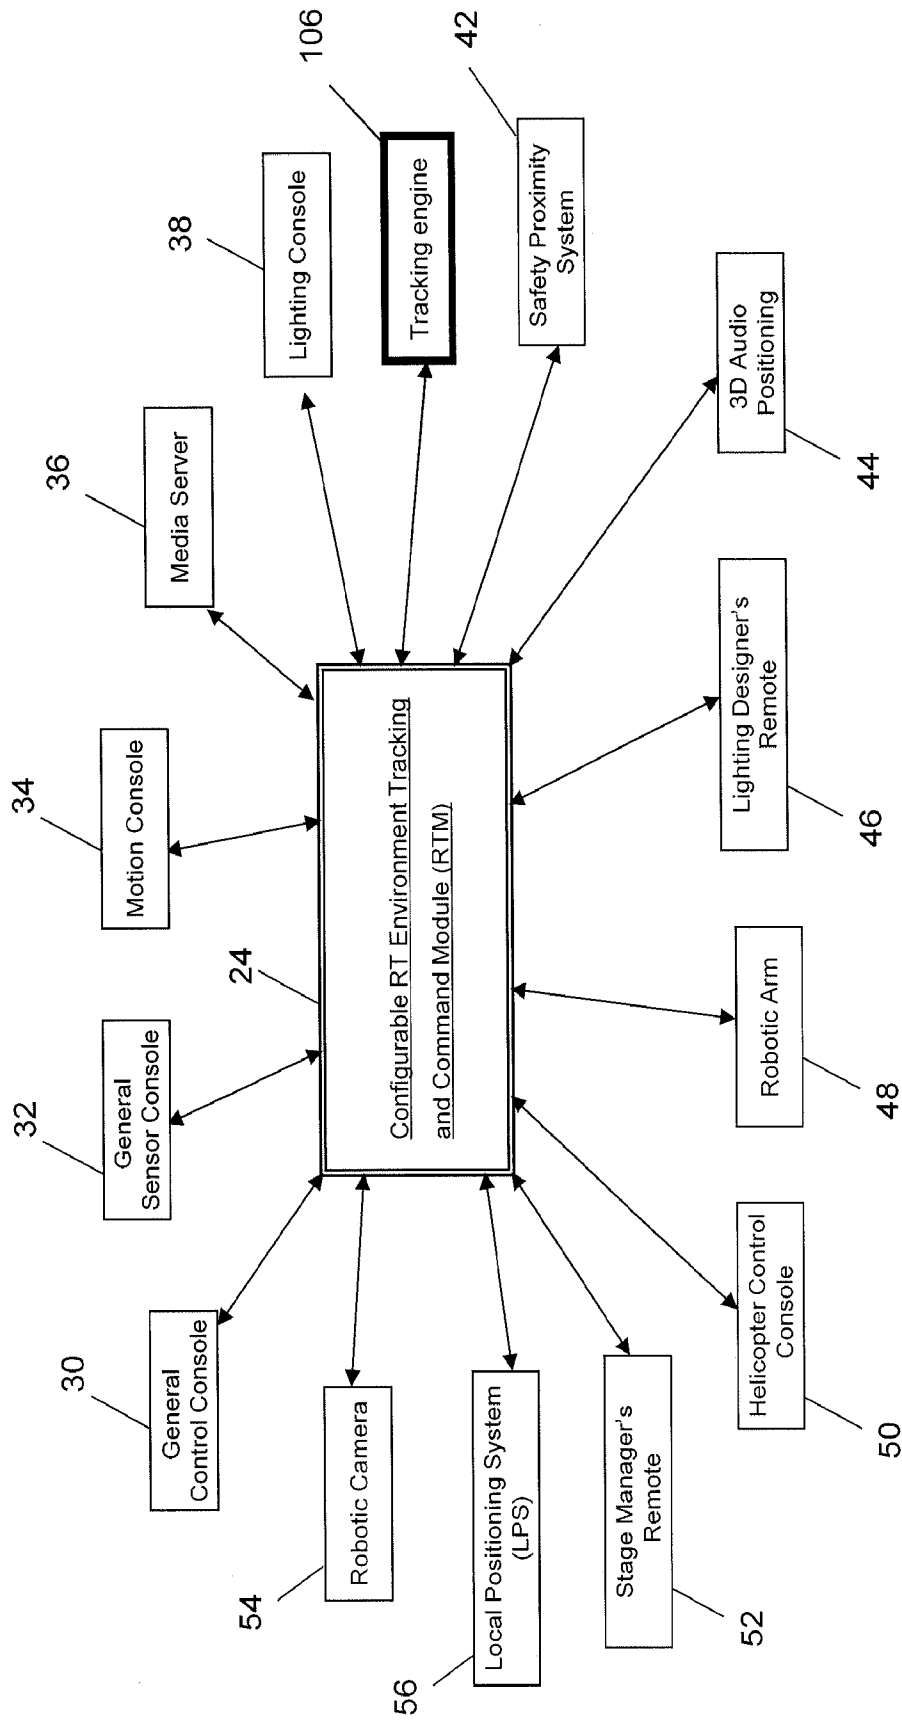 30
General
Control Console
32
General
Sensor Console
34
Motion Console
36
Media Server
38
Lighting Console
106
Tracking engine
42
Safety Proximity
System
24
Configurable RT Environment Tracking
and Command Module (RTM)
54
Robotic Camera
56
Local Positioning System
(LPS)
52
Stage Manager's
Remote
50
Helicopter Control
Console
48
Robotic Arm
46
Lighting Designer's
Remote
44
3D Audio
Positioning